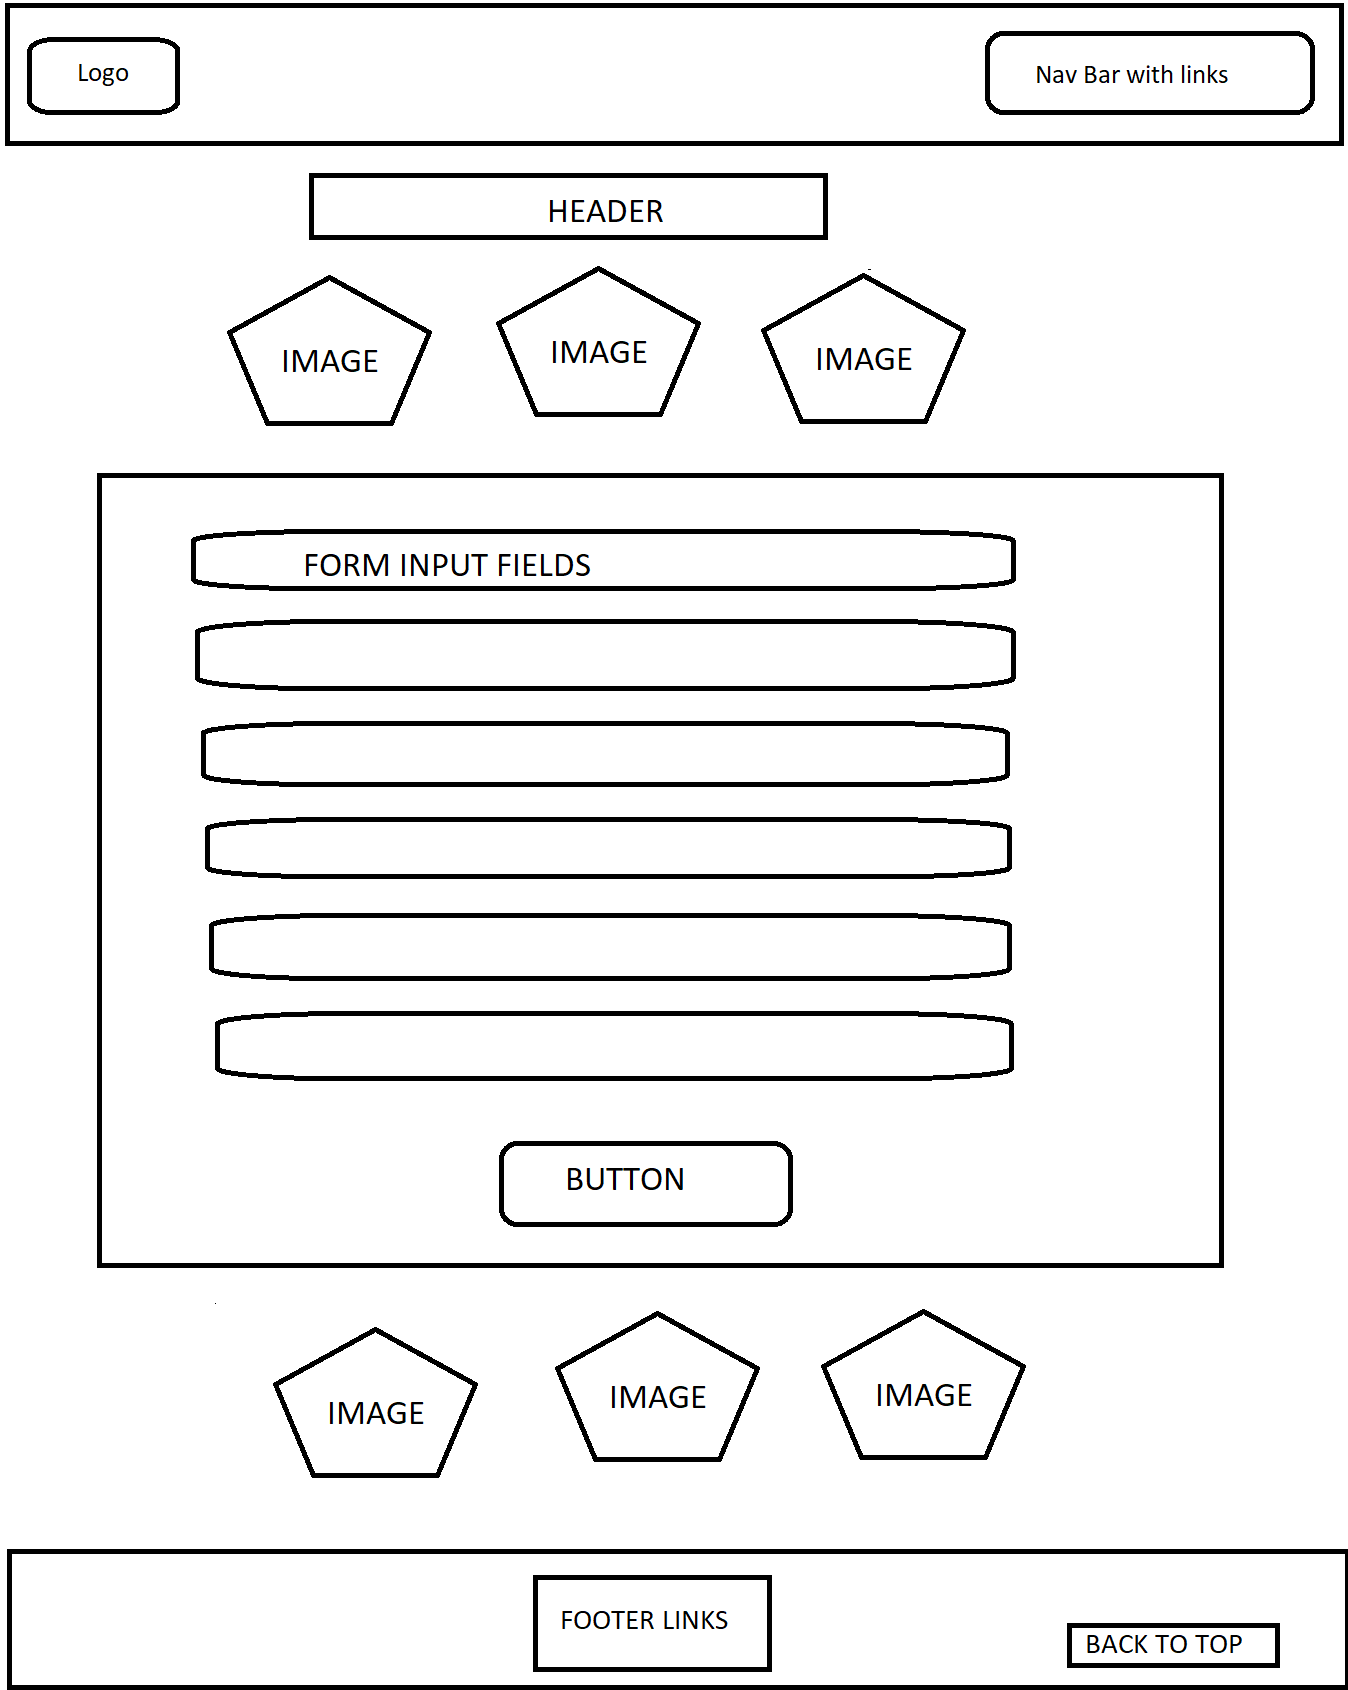 Logo
Nav Bar with links
HEADER
IMAGE
IMAGE
IMAGE
FORM INPUT FIELDS
BUTTON
IMAGE
IMAGE
IMAGE
FOOTER LINKS
BACK TO TOP